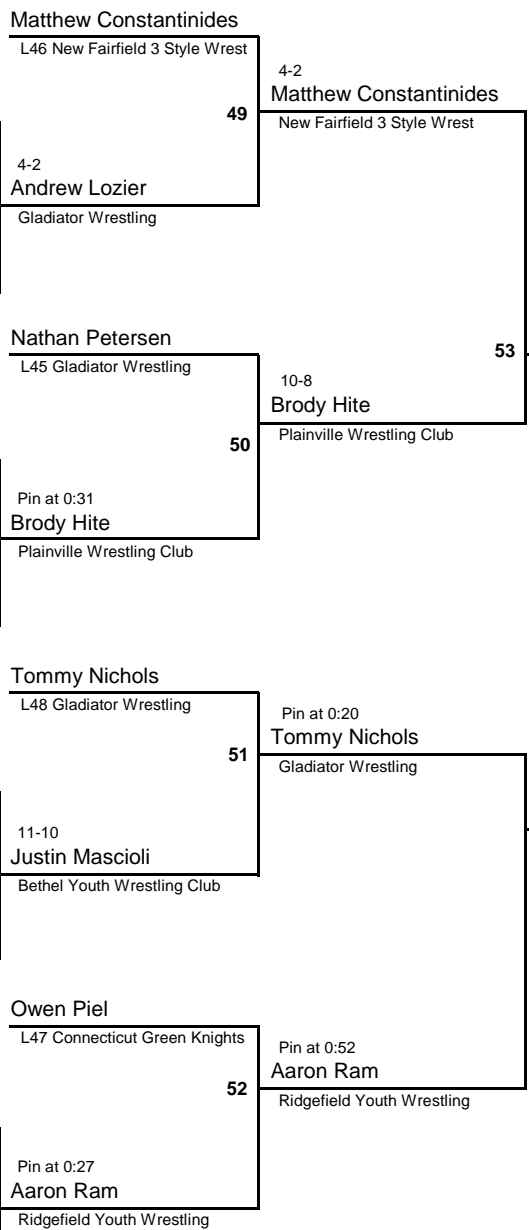 Matthew Constantinides
L46 New Fairfield 3 Style Wrest
4-2
Matthew Constantinides
49
New Fairfield 3 Style Wrest
4-2
Andrew Lozier
Gladiator Wrestling
Nathan Petersen
53
L45 Gladiator Wrestling
10-8
Brody Hite
Plainville Wrestling Club
50
Pin at 0:31
Brody Hite
Plainville Wrestling Club
Tommy Nichols
L48 Gladiator Wrestling
Pin at 0:20
Tommy Nichols
51
Gladiator Wrestling
11-10
Justin Mascioli
Bethel Youth Wrestling Club
Owen Piel
L47 Connecticut Green Knights
Pin at 0:52
Aaron Ram
52
Ridgefield Youth Wrestling
Pin at 0:27
Aaron Ram
Ridgefield Youth Wrestling